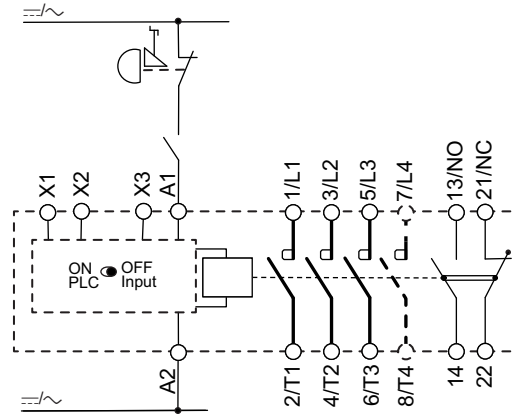 X1
X2
X3
A1
1/L1
3/L2
5/L3
7/L4
13/NO
21/NC
ON OFF
PLC Input
A2
2/T1
4/T2
6/T3
8/T4
14
22